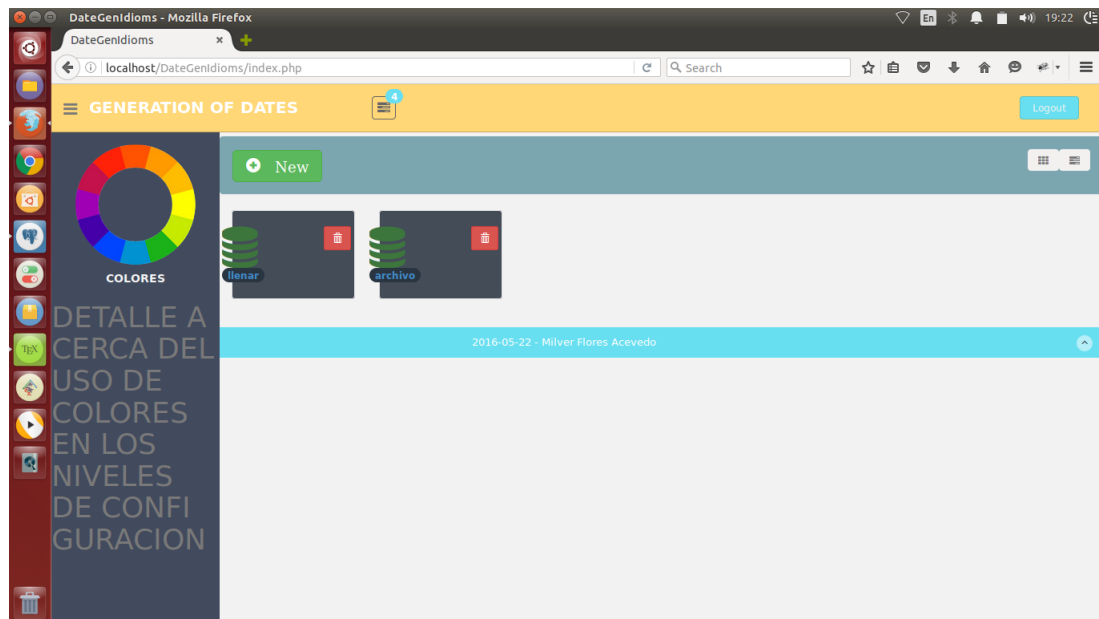 DateGenIdioms - Mozilla Firefox
En
19:22
DateGenIdioms
localhost/DateGenIdioms/index.php
Search
GENERATION OF DATES
4
Logout
New
COLORES
llenar
archivo
DETALLE A
CERCA DEL
USO DE
COLORES
EN LOS
NIVELES
DE CONFI
GURACION
2016-05-22 - Milver Flores Acevedo
TEX